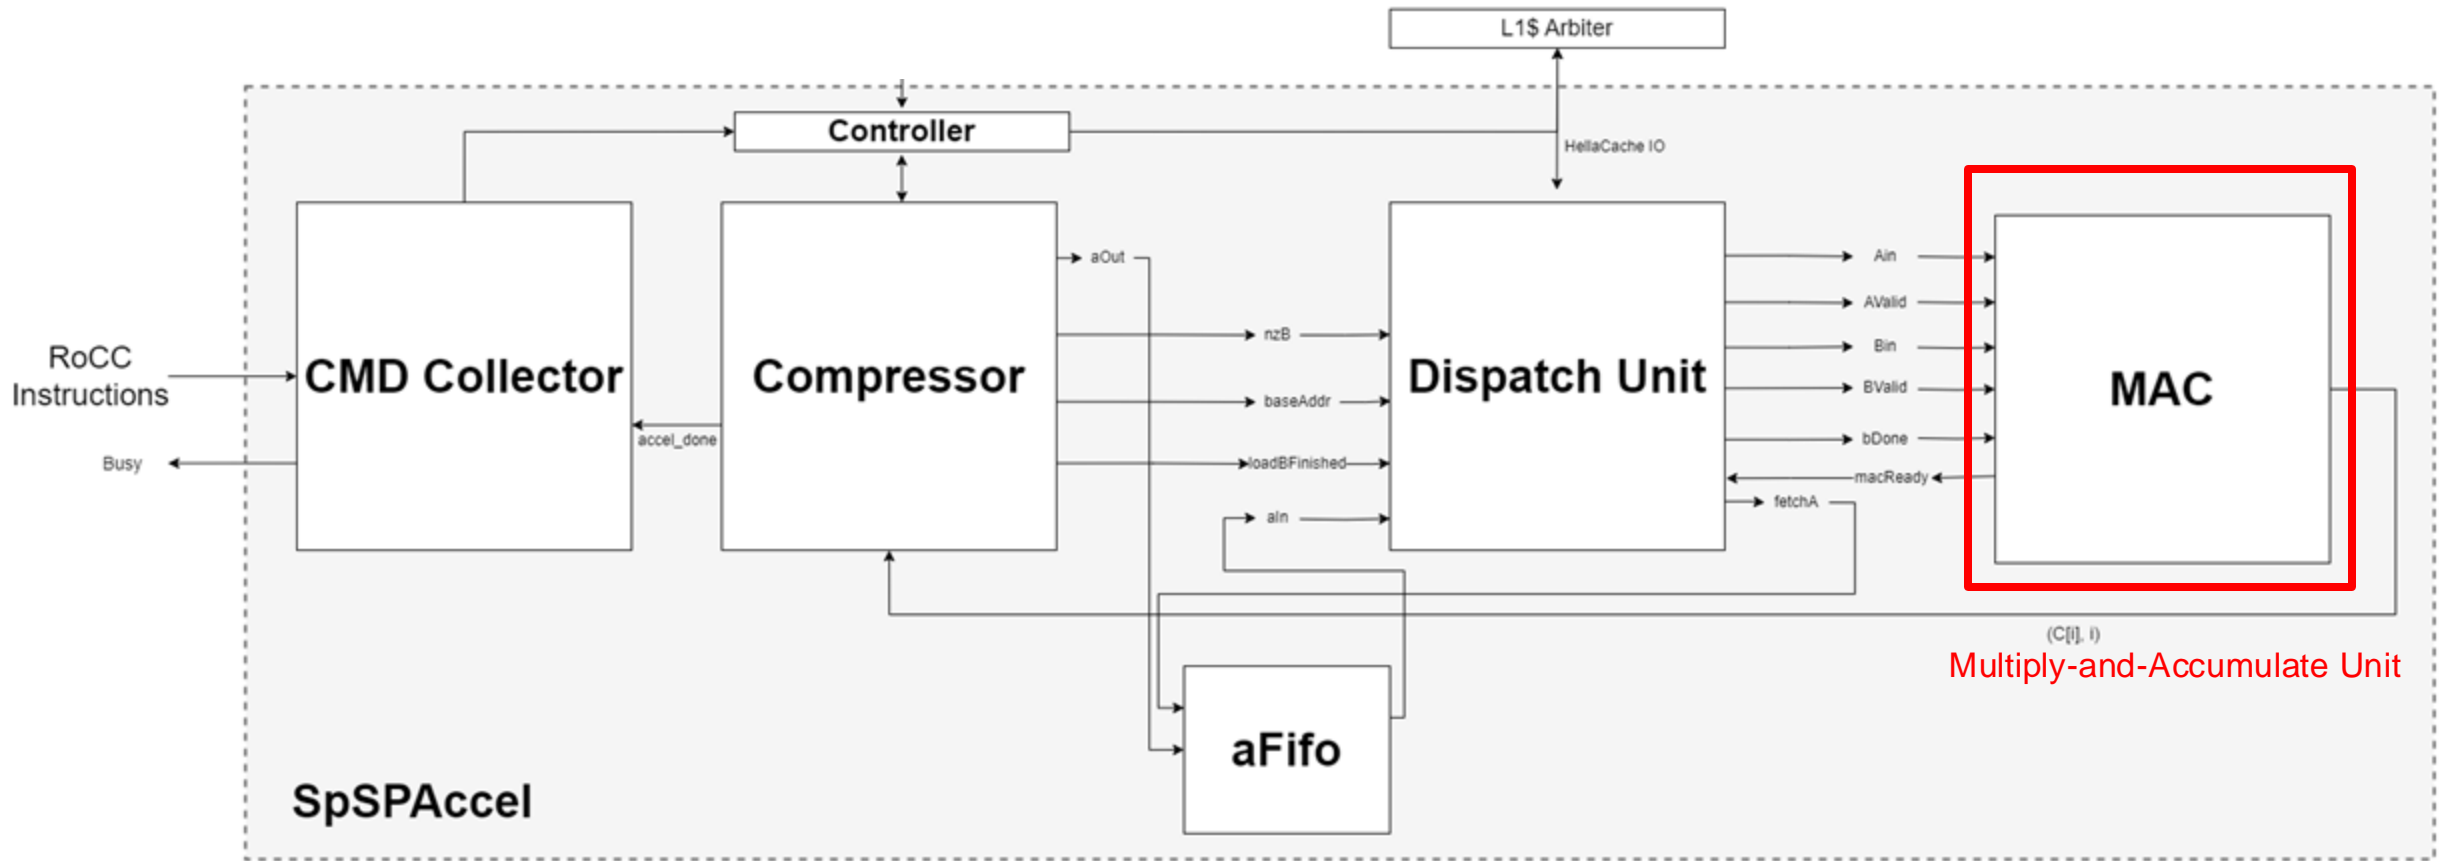 L1$ Arbiter
Controller
HellaCache IO
aOut
Ain
AValid
nzB
Bin
RoCC
Instructions
CMD Collector
Compressor
Dispatch Unit
MAC
BValid
baseAddr
accel_done
bDone
Busy
loadBFinished
macReady
fetchA
aIn
(C[i], i)
Multiply-and-Accumulate Unit
aFifo
SpSPAccel